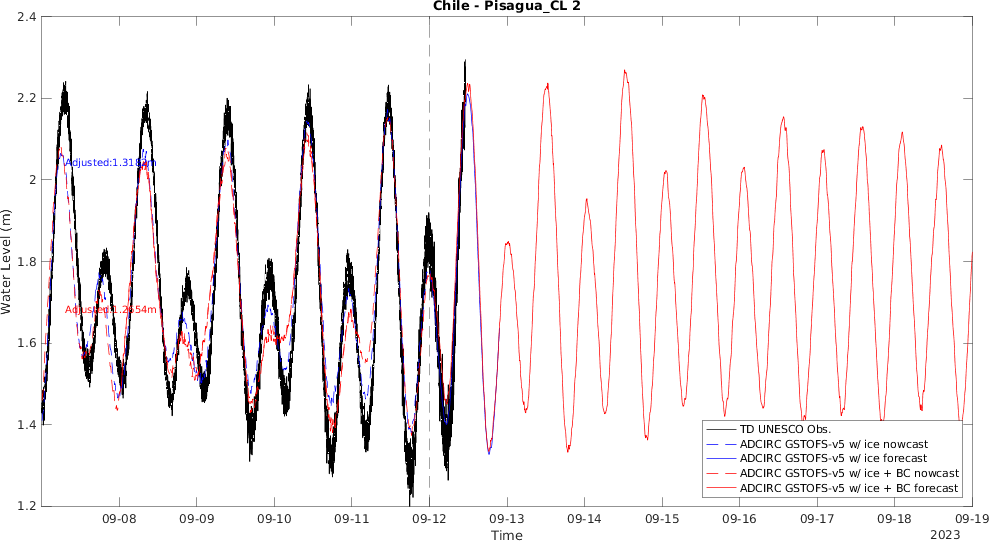 Chile - Pisagua_CL 2
2.4
2.2
2
1.8
1.6
1.4
1.2
Water Level (m)
Adjusted:1.2654m
TD UNESCO Obs.
ADCIRC GSTOFS-v5 w/ ice nowcast
ADCIRC GSTOFS-v5 w/ ice forecast
ADCIRC GSTOFS-v5 w/ ice + BC nowcast
ADCIRC GSTOFS-v5 w/ ice + BC forecast
09-08 09-09 09-10 09-11 09-12 09-13 09-14 09-15 09-16 09-17 09-18 09-19
Time
2023